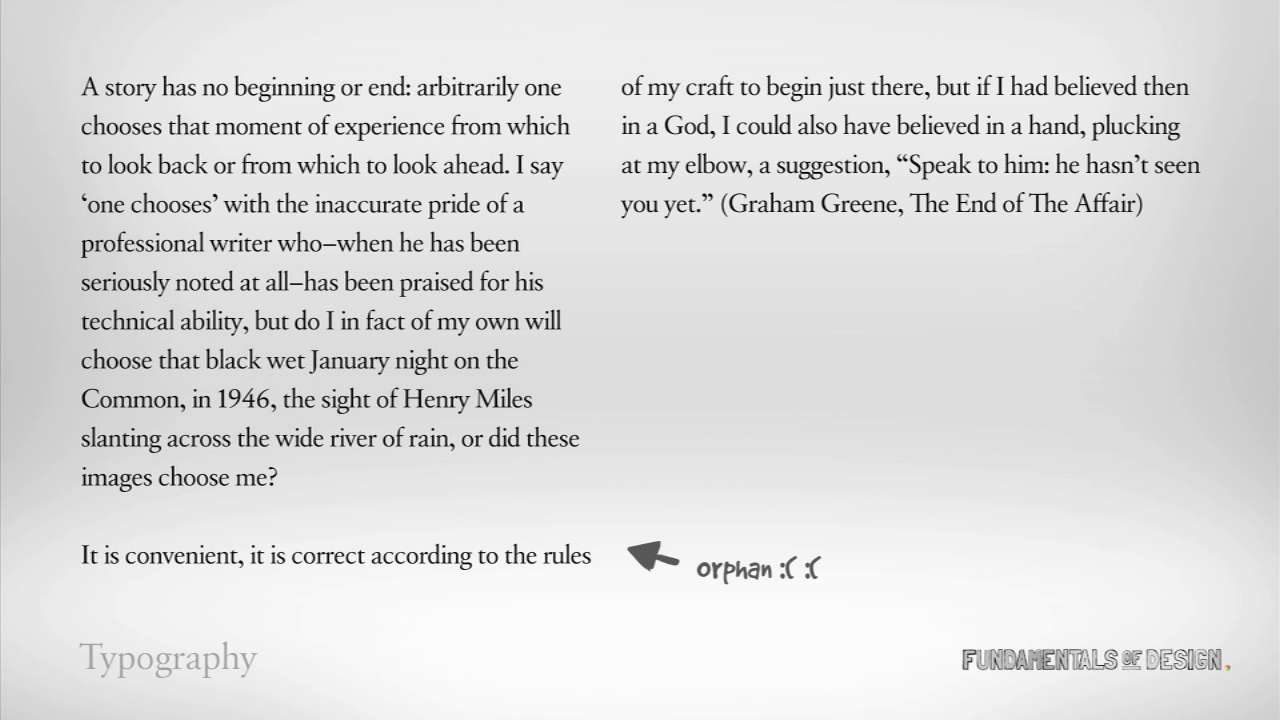 A story has no beginning or end: arbitrarily one
chooses that moment of experience from which
to look back or from which to look ahead. I say
‘one chooses’ with the inaccurate pride of a
professional writer who–when he has been
seriously noted at all–has been praised for his
technical ability, but do I in fact of my own will
choose that black wet January night on the
Common, in 1946, the sight of Henry Miles
slanting across the wide river of rain, or did these
images choose me?
It is convenient, it is correct according to the rules
of my craft to begin just there, but if I had believed then
in a God, I could also have believed in a hand, plucking
at my elbow, a suggestion, “Speak to him: he hasn’t seen
you yet.” (Graham Greene, The End of The Affair)
orphan :( :(
Typography
FUNDAMENTALS OF DESIGN.